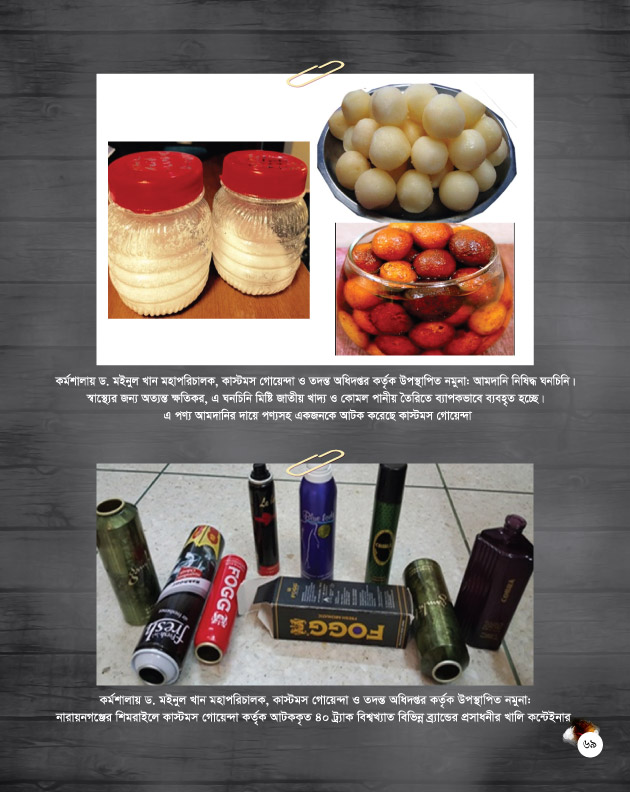 কর্মশালায় ড. মইনুল খান মহাপরিচালক, কাস্টমস গোয়েন্দা ও তদন্ত অধিদপ্তর কর্তৃক উপস্থাপিত নমুনা: আমদানি নিষিদ্ধ ঘনচিনি।
স্বাস্থ্যের জন্য অত্যন্ত ক্ষতিকর, এ ঘনচিনি মিষ্টি জাতীয় খাদ্য ও কোমল পানীয় তৈরিতে ব্যাপকভাবে ব্যবহৃত হচ্ছে।
এ পণ্য আমদানির দায়ে পণ্যসহ একজনকে আটক করেছে কাস্টমস গোয়েন্দা
Blue
fresh
FOGG
FOGG
COBRA
কর্মশালায় ড. মইনুল খান মহাপরিচালক, কাস্টমস গোয়েন্দা ও তদন্ত অধিদপ্তর কর্তৃক উপস্থাপিত নমুনা:
নারায়নগঞ্জের শিমরাইলে কাস্টমস গোয়েন্দা কর্তৃক আটককৃত ৪০ ট্র্যাক বিশ্বখ্যাত বিভিন্ন ব্র্যান্ডের প্রসাধনীর খালি কন্টেইনার
৬৯